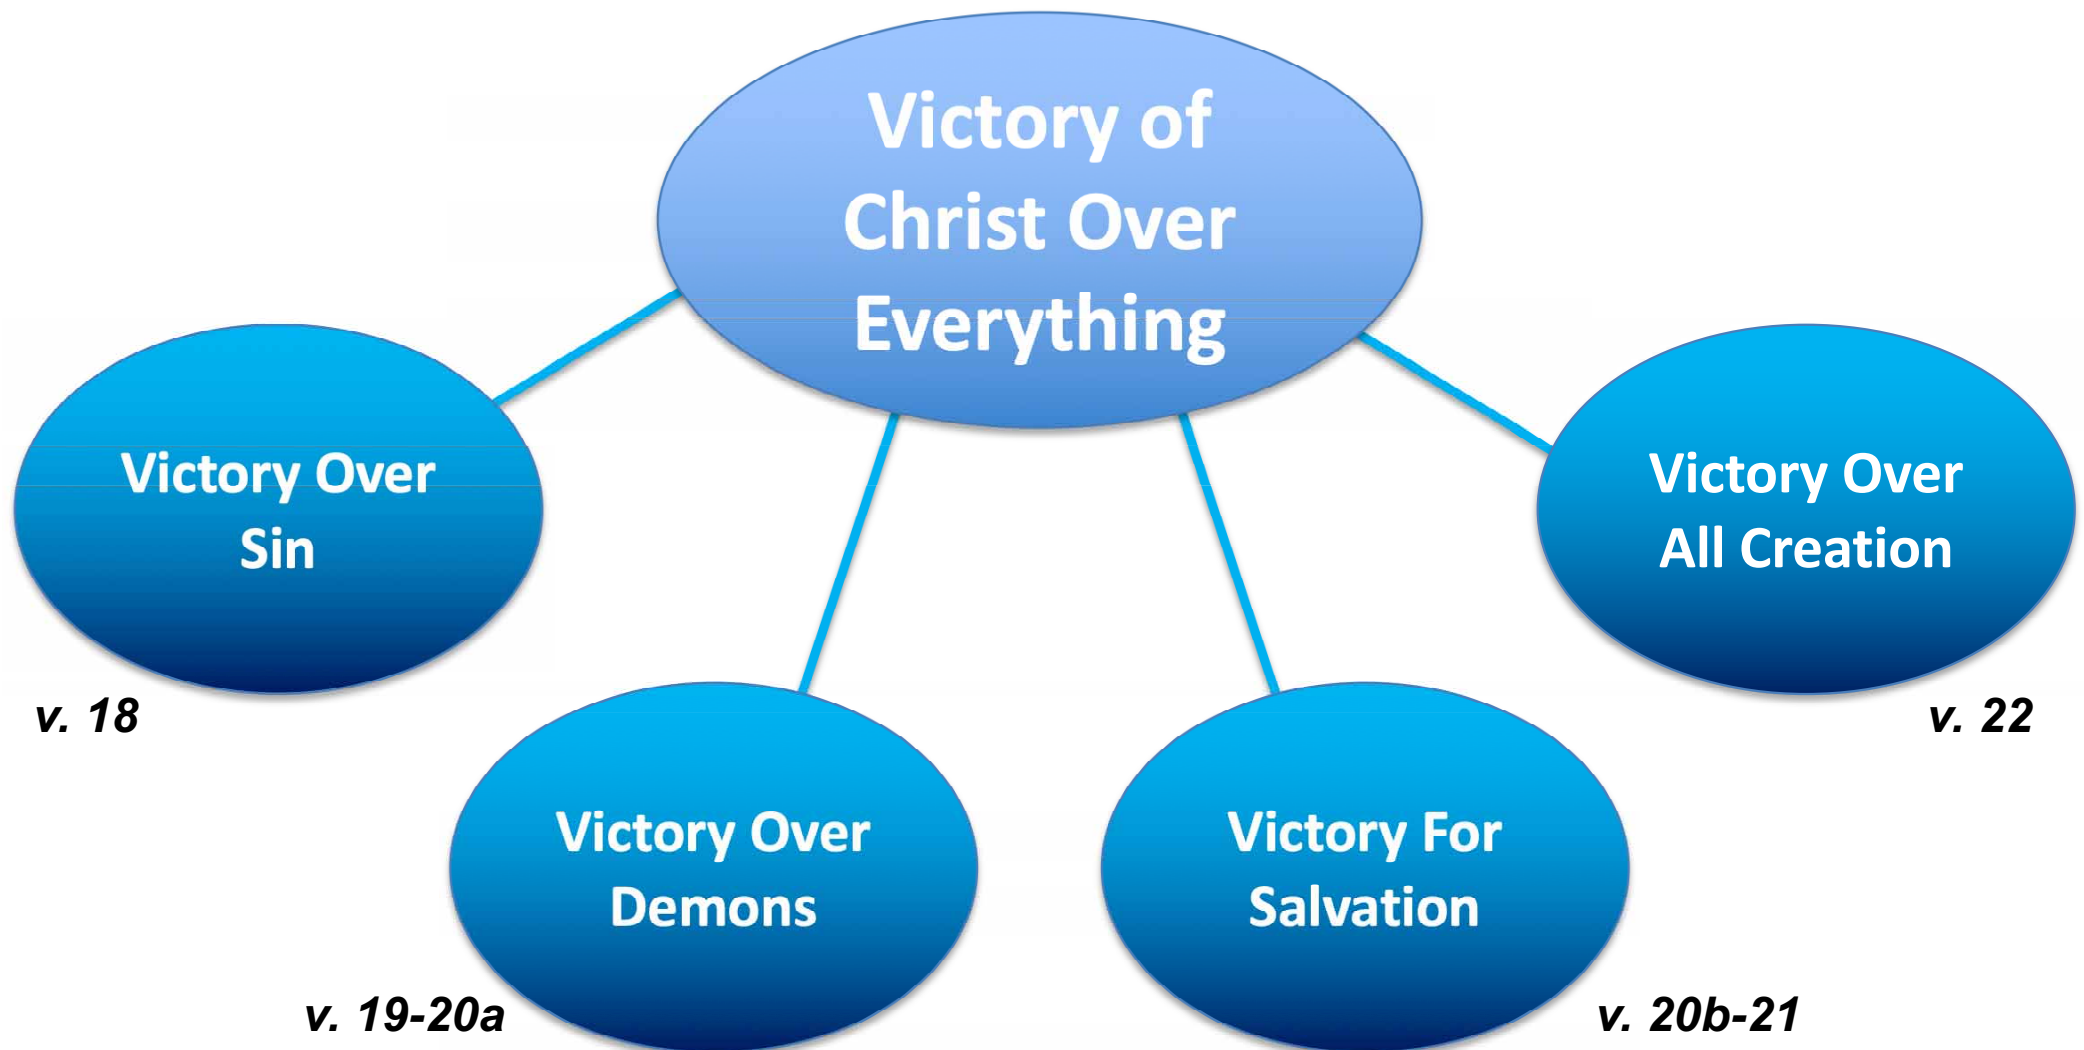 Victory of
Christ Over
Everything
Victory Over
Sin
v. 18
Victory Over
Demons
v. 19-20a
Victory For
Salvation
v. 20b-21
Victory Over
All Creation
v. 22